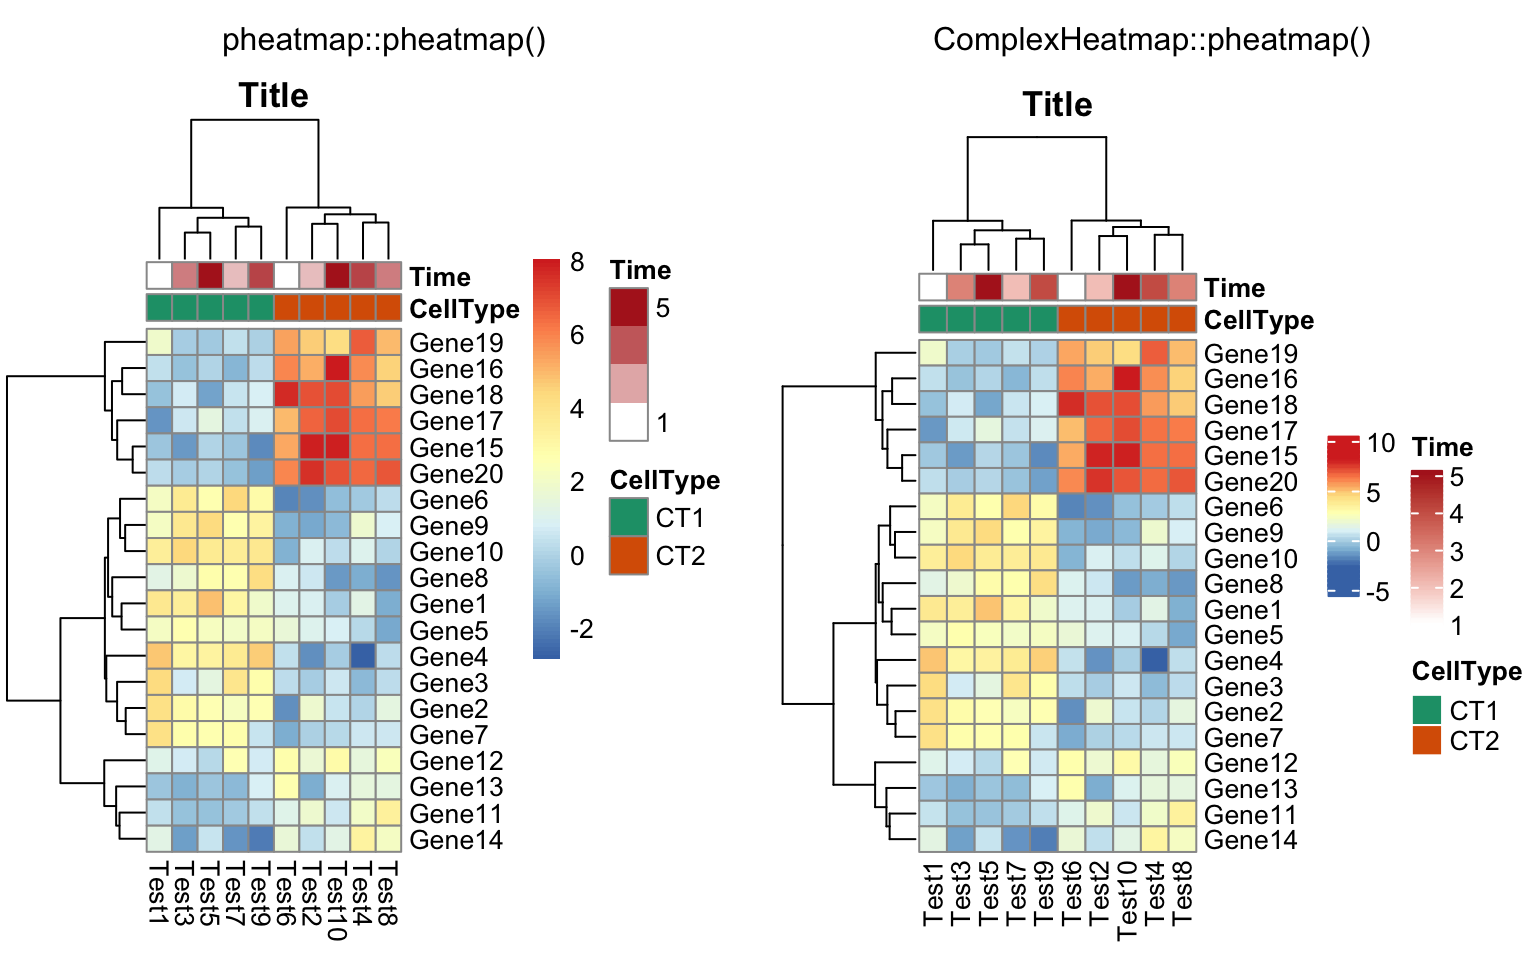 pheatmap::pheatmap()
Title
Time
CellType
Gene19
Gene16
Gene18
Gene17
Gene15
Gene20
Gene6
Gene9
Gene10
Gene8
Gene1
Gene5
Gene4
Gene3
Gene2
Gene7
Gene12
Gene13
Gene11
Gene14
Test1
Test3
Test5
Test7
Test9
Test6
Test2
Test10
Test4
Test8
8
6
4
2
0
-2
Time
5
1
CellType
CT1
CT2
ComplexHeatmap::pheatmap()
Title
Time
CellType
Gene19
Gene16
Gene18
Gene17
Gene15
Gene20
Gene6
Gene9
Gene10
Gene8
Gene1
Gene5
Gene4
Gene3
Gene2
Gene7
Gene12
Gene13
Gene11
Gene14
Test1
Test3
Test5
Test7
Test9
Test6
Test2
Test10
Test4
Test8
10
5
0
-5
Time
5
4
3
2
1
CellType
CT1
CT2